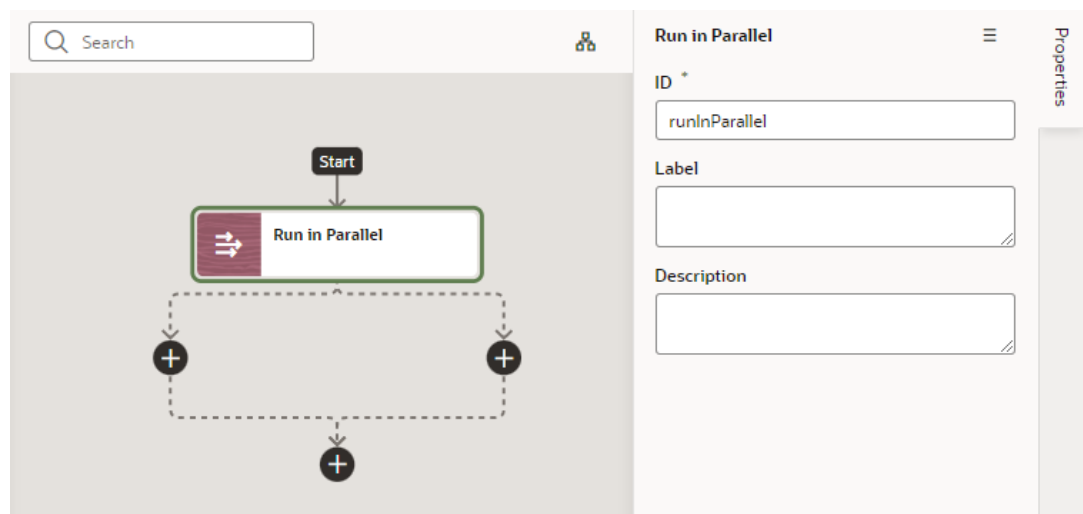 Search
Start
Run in Parallel
Run in Parallel
ID *
runInParallel
Label
Description
Properties